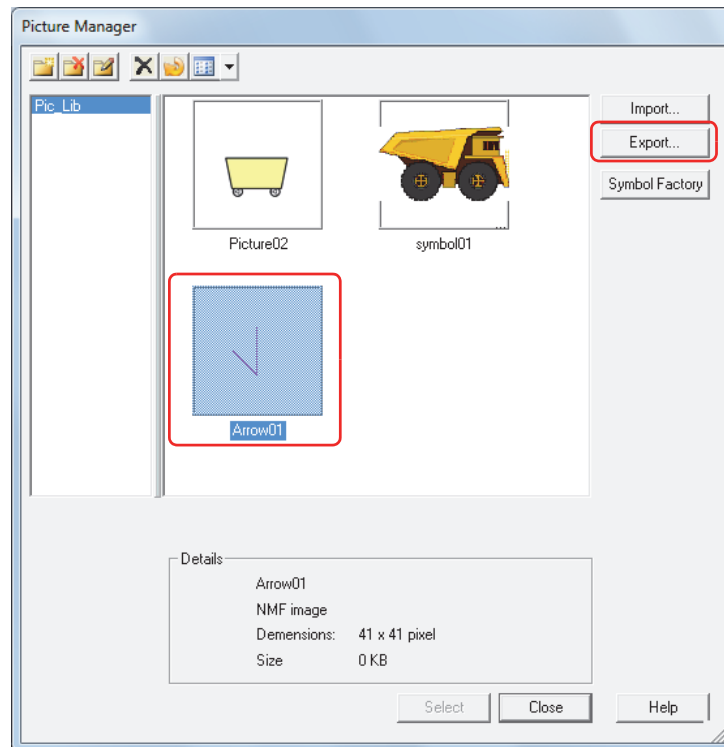 Picture Manager
Pic_Lib
Import...
Export...
Symbol Factory
Picture02
symbol01
...
Arrow01
Details
Arrow01
NMF image
Demensions: 41 x 41 pixel
Size 0 KB
Select
Close
Help